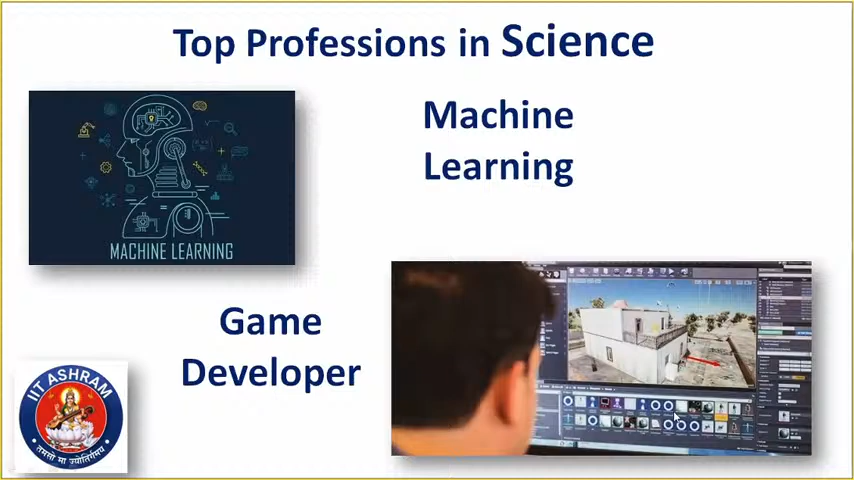 Top Professions in Science
Machine
Learning
MACHINE LEARNING
Game
Developer
IIT ASHRAM
तमसो मा ज्योतिर्गमय